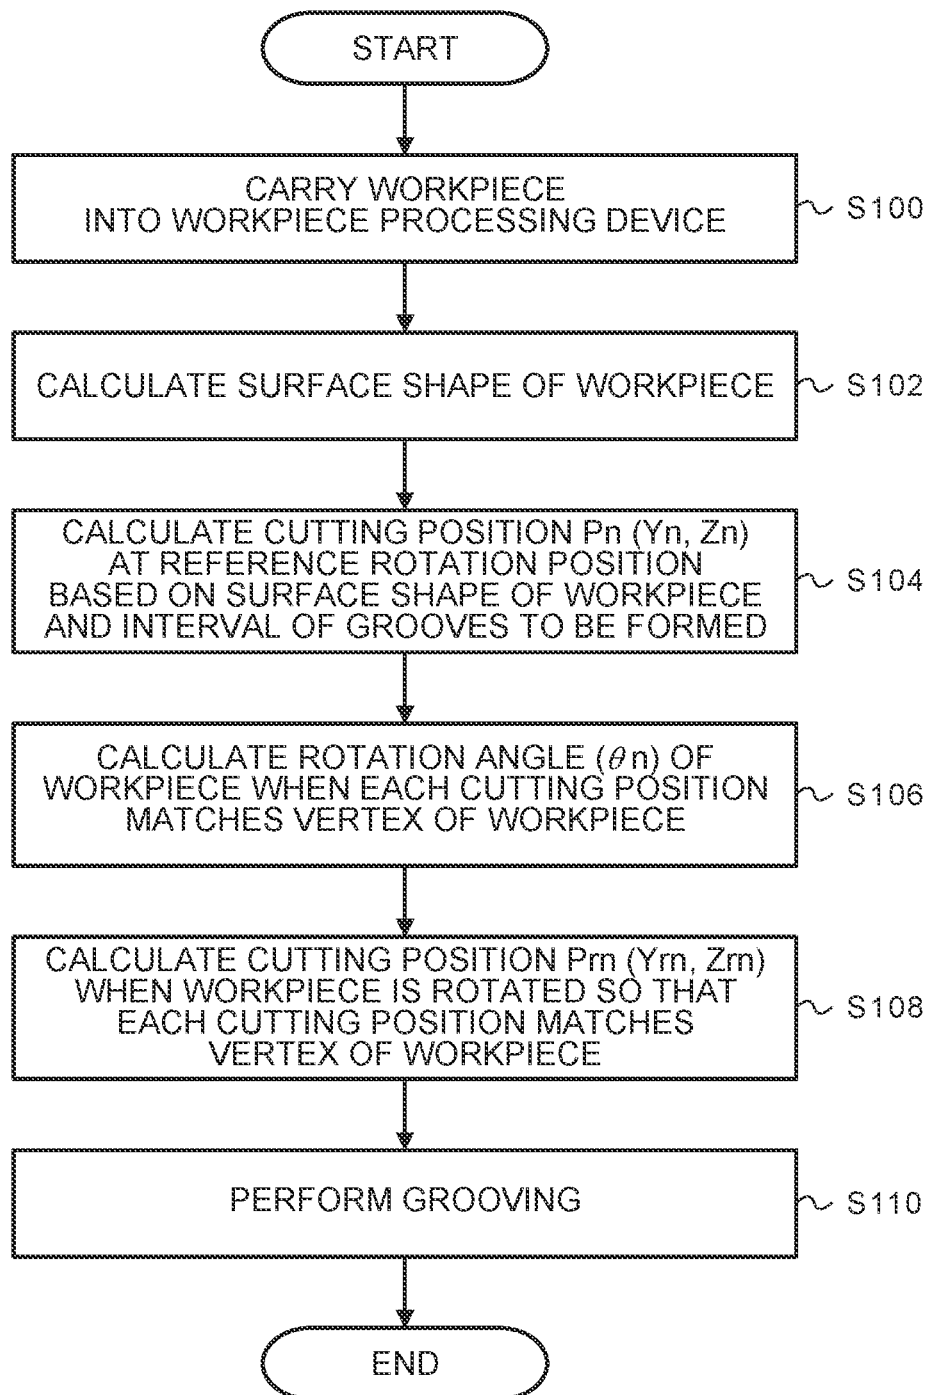 START
CARRY WORKPIECE
INTO WORKPIECE PROCESSING DEVICE
S100
CALCULATE SURFACE SHAPE OF WORKPIECE
S102
CALCULATE CUTTING POSITION Pn (Yn, Zn)
AT REFERENCE ROTATION POSITION
BASED ON SURFACE SHAPE OF WORKPIECE
AND INTERVAL OF GROOVES TO BE FORMED
S104
CALCULATE ROTATION ANGLE (θn) OF
WORKPIECE WHEN EACH CUTTING POSITION
MATCHES VERTEX OF WORKPIECE
S106
CALCULATE CUTTING POSITION Prn (Yrn, Zrn)
WHEN WORKPIECE IS ROTATED SO THAT
EACH CUTTING POSITION MATCHES
VERTEX OF WORKPIECE
S108
PERFORM GROOVING
S110
END